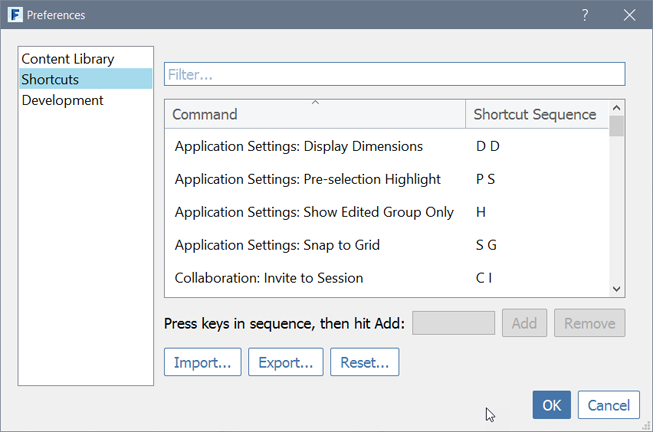 F Preferences ?
Content Library
Shortcuts
Development
Filter...
Command Shortcut Sequence
Application Settings: Display Dimensions D D
Application Settings: Pre-selection Highlight P S
Application Settings: Show Edited Group Only H
Application Settings: Snap to Grid S G
Collaboration: Invite to Session C I
Press keys in sequence, then hit Add: Add Remove
Import... Export... Reset...
OK Cancel